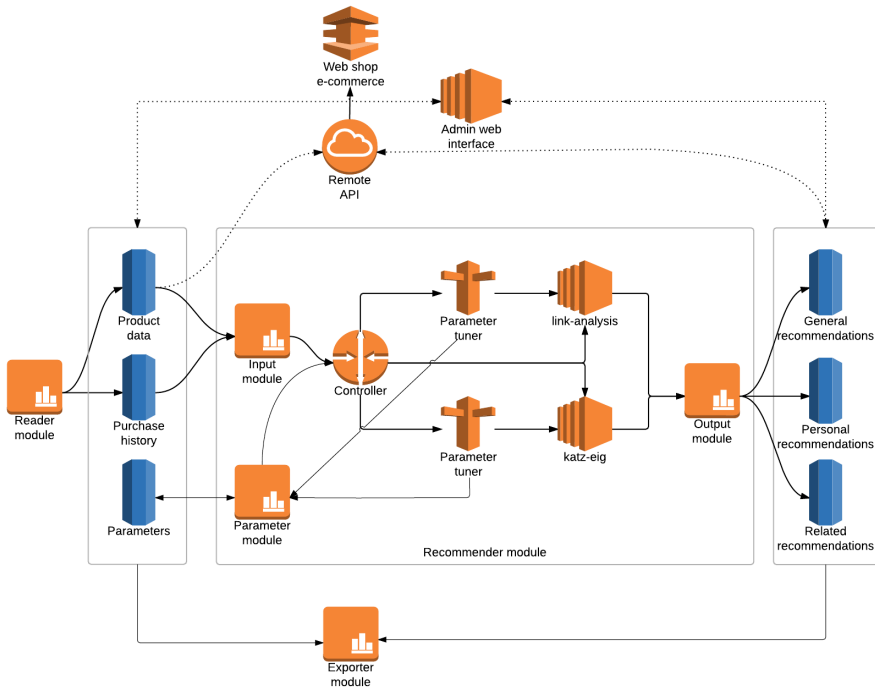 Web shop
e-commerce
Admin web
interface
Remote
API
Product
data
Purchase
history
Parameters
Reader
module
Input
module
Controller
Parameter
tuner
link-analysis
Parameter
tuner
katz-eig
Parameter
module
Output
module
Recommender module
General
recommendations
Personal
recommendations
Related
recommendations
Exporter
module